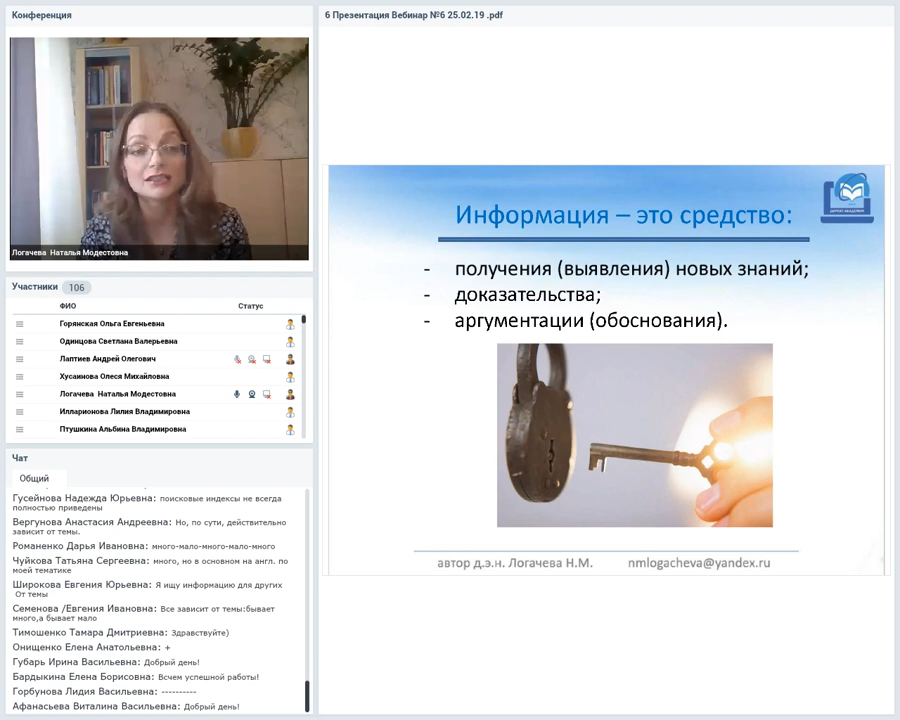 Конференция
Логачева Наталья Модестовна
Участники 106
ФИО Статус
Горянская Ольга Евгеньевна
Одинцова Светлана Валерьевна
Лаптиев Андрей Олегович
Хусаинова Олеся Михайловна
Логачева Наталья Модестовна
Илларионова Лилия Владимировна
Птушкина Альбина Владимировна
Чат
Общий
Гусейнова Надежда Юрьевна: поисковые индексы не всегда
полностью приведены
Вергунова Анастасия Андреевна: Но, по сути, действительно
зависит от темы.
Романенко Дарья Ивановна: много-мало-много-мало-много
Чуйкова Татьяна Сергеевна: много, но в основном на англ. по
моей тематике
Широкова Евгения Юрьевна: Я ищу информацию для других
От темы
Семенова /Евгения Ивановна: Все зависит от темы:бывает
много,а бывает мало
Тимошенко Тамара Дмитриевна: Здравствуйте)
Онищенко Елена Анатольевна: +
Губарь Ирина Васильевна: Добрый день!
Бардыкина Елена Борисовна: Всчем успешной работы!
Горбунова Лидия Васильевна: ----------
Афанасьева Виталина Васильевна: Добрый день!
6 Презентация Вебинар №6 25.02.19 .pdf
Информация – это средство:
- получения (выявления) новых знаний;
- доказательства;
- аргументации (обоснования).
автор д.э.н. Логачева Н.М. nmlogacheva@yandex.ru